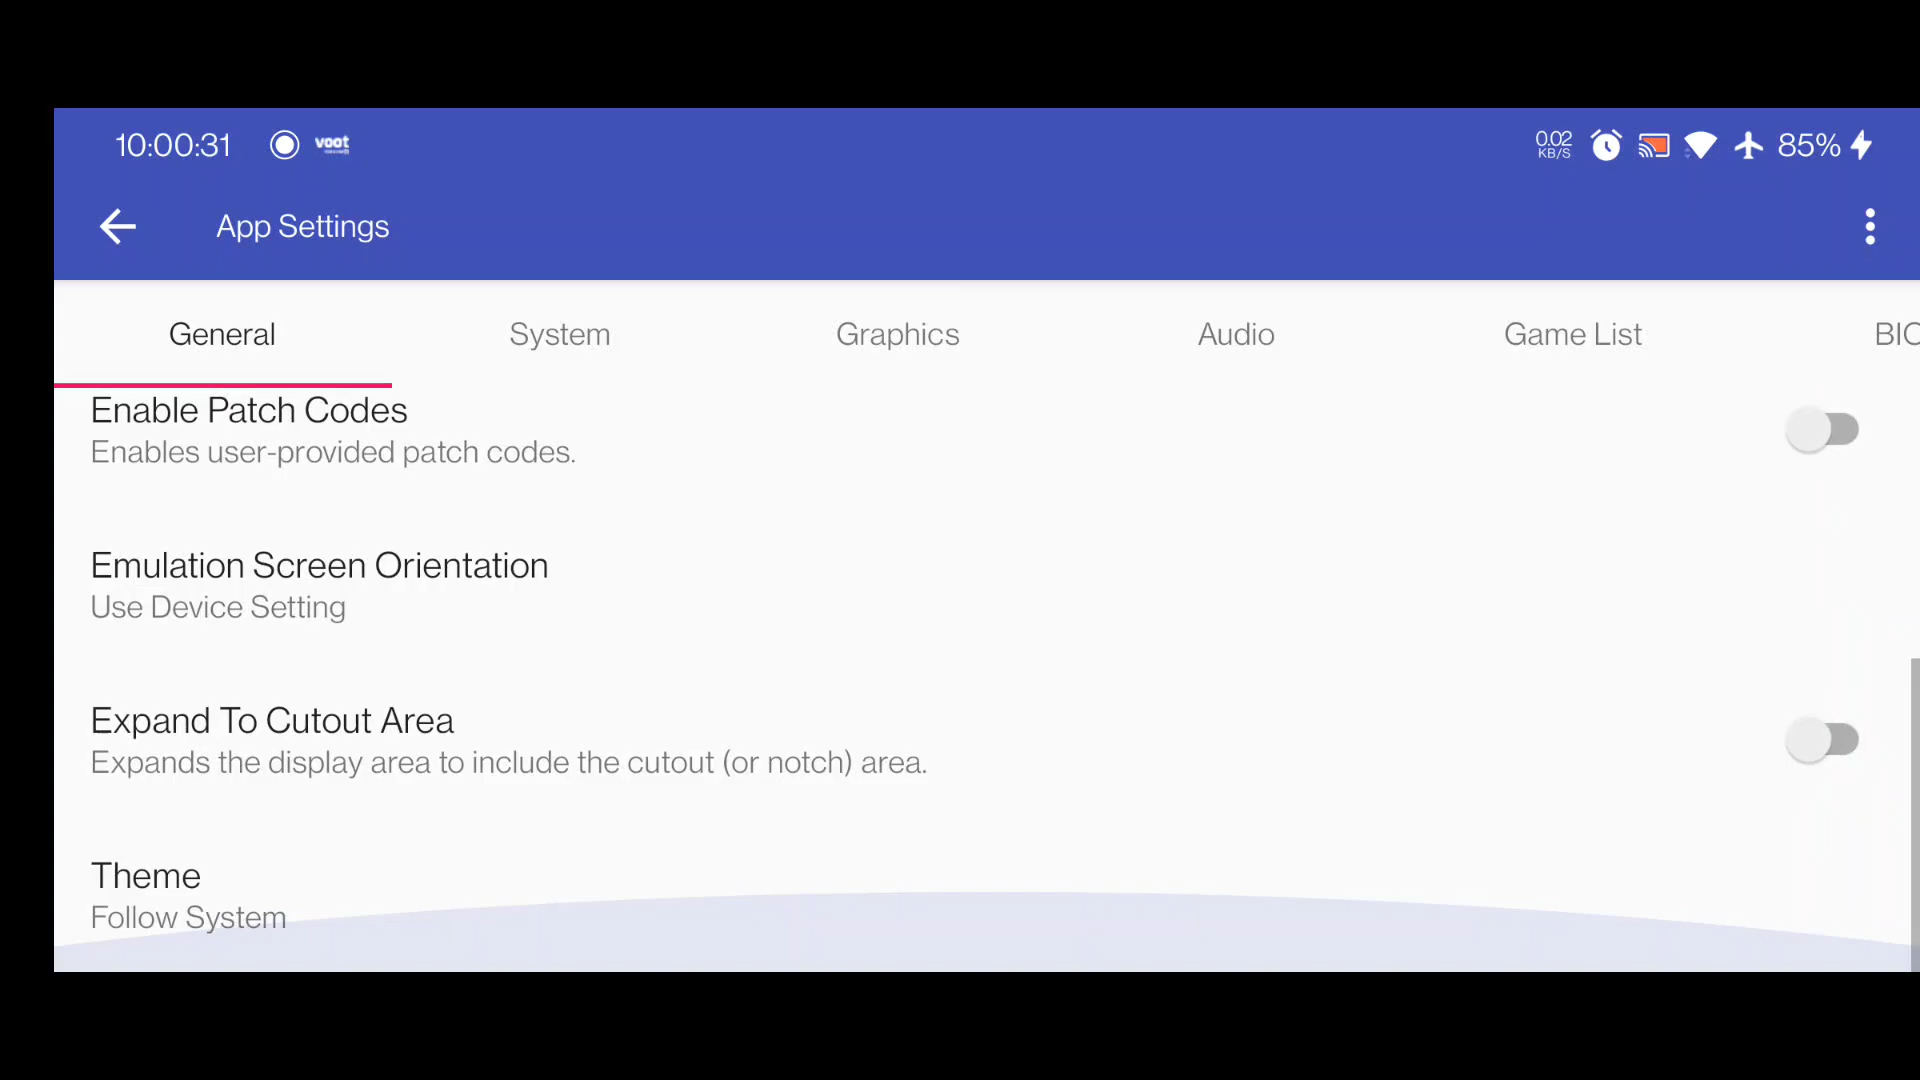 10:00:31
voot
0.02
KB/S
85%
App Settings
General
System
Graphics
Audio
Game List
BIO
Enable Patch Codes
Enables user-provided patch codes.
Emulation Screen Orientation
Use Device Setting
Expand To Cutout Area
Expands the display area to include the cutout (or notch) area.
Theme
Follow System